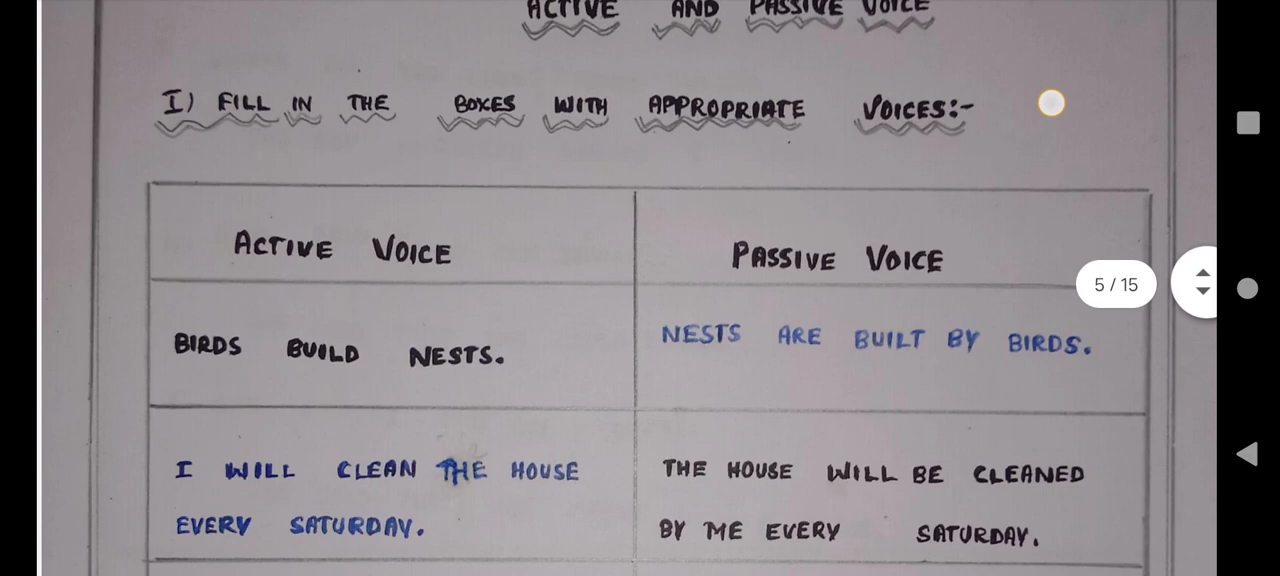 ACTIVE AND PASSIVE VOICE
I) FILL IN THE BOXES WITH APPROPRIATE VOICES:-
ACTIVE VOICE
PASSIVE VOICE
BIRDS BUILD NESTS.
NESTS ARE BUILT BY BIRDS.
I WILL CLEAN THE HOUSE
EVERY SATURDAY.
THE HOUSE WILL BE CLEANED
BY ME EVERY SATURDAY.
5 / 15